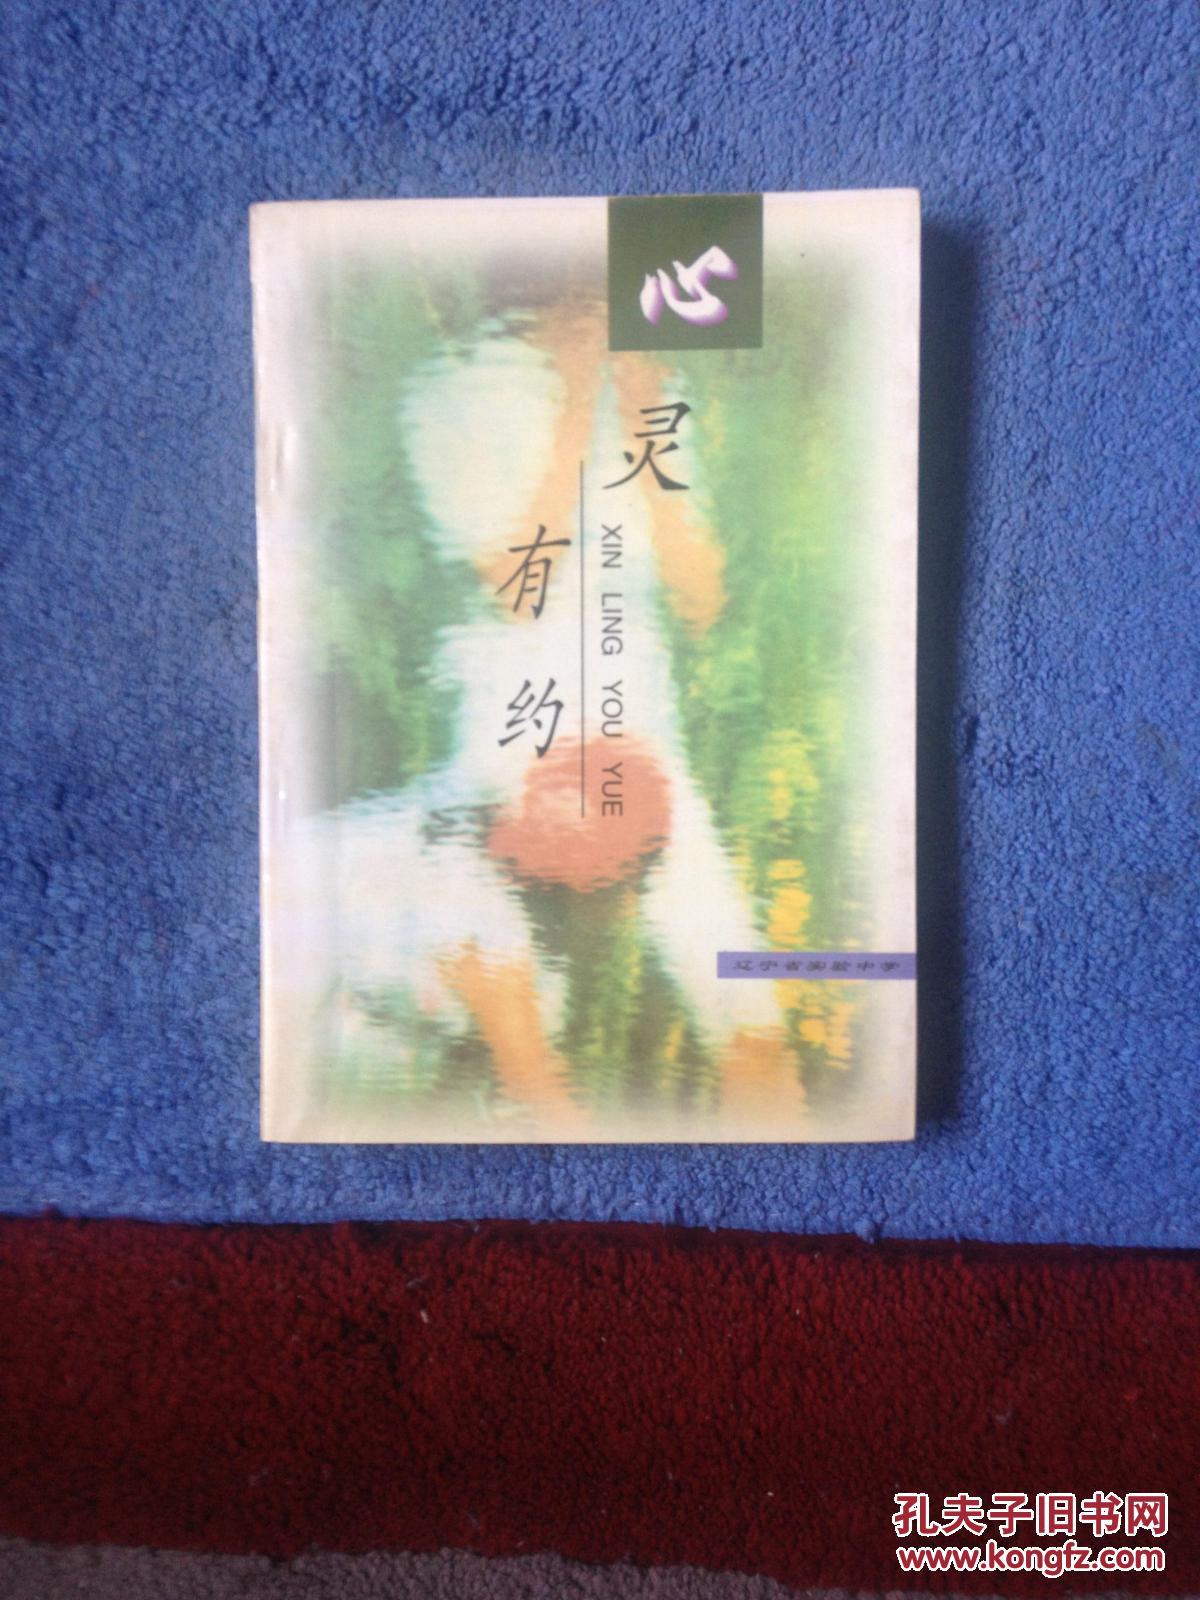 心灵
有约
XIN LING YOU YUE
辽宁省实验中学
孔夫子旧书网
www.kongfz.com